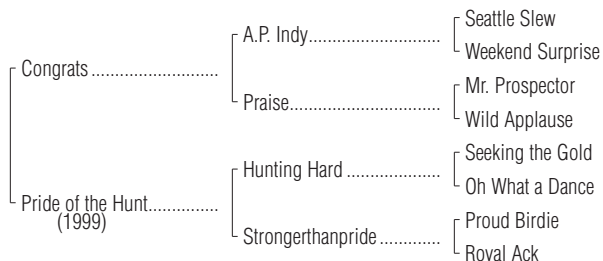 Seattle Slew
A.P. Indy
Weekend Surprise
Congrats
Mr. Prospector
Praise
Wild Applause
Seeking the Gold
Hunting Hard
Oh What a Dance
Pride of the Hunt
(1999)
Proud Birdie
Strongerthanpride
Royal Ack